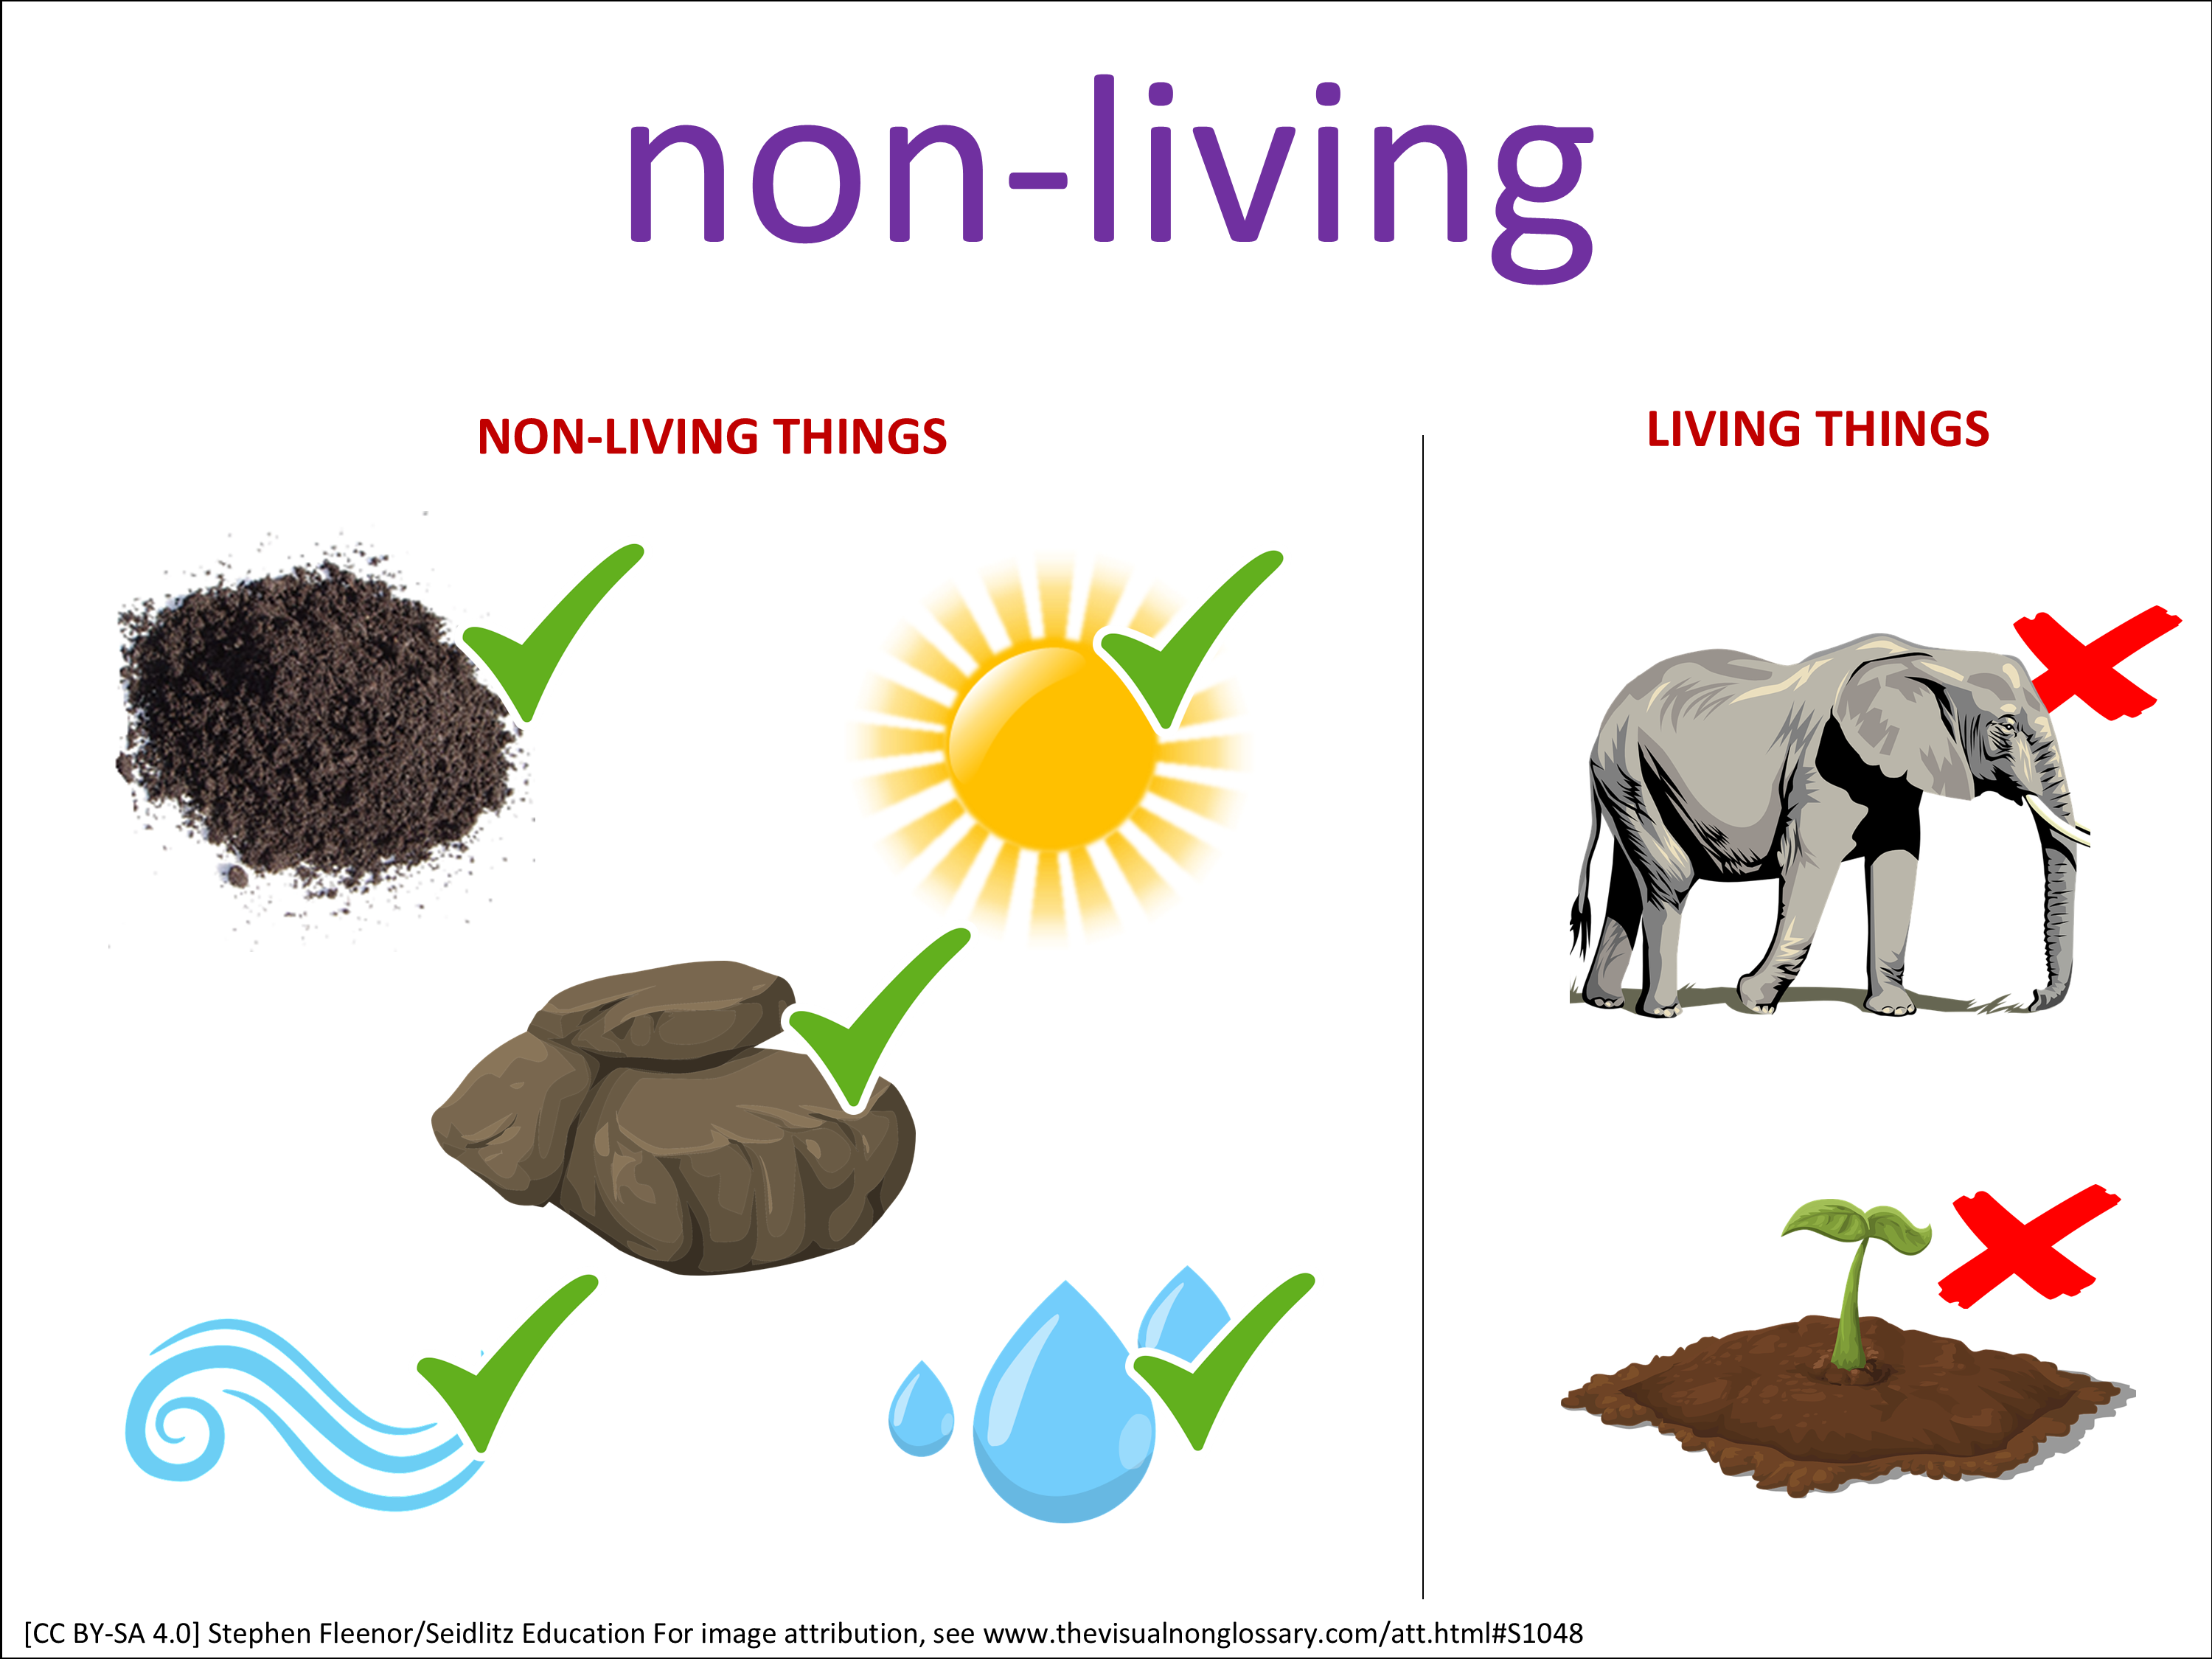 non-living
NON-LIVING THINGS
LIVING THINGS
[CC BY-SA 4.0] Stephen Fleenor/Seidlitz Education For image attribution, see www.thevisualnonglossary.com/att.html#S1048